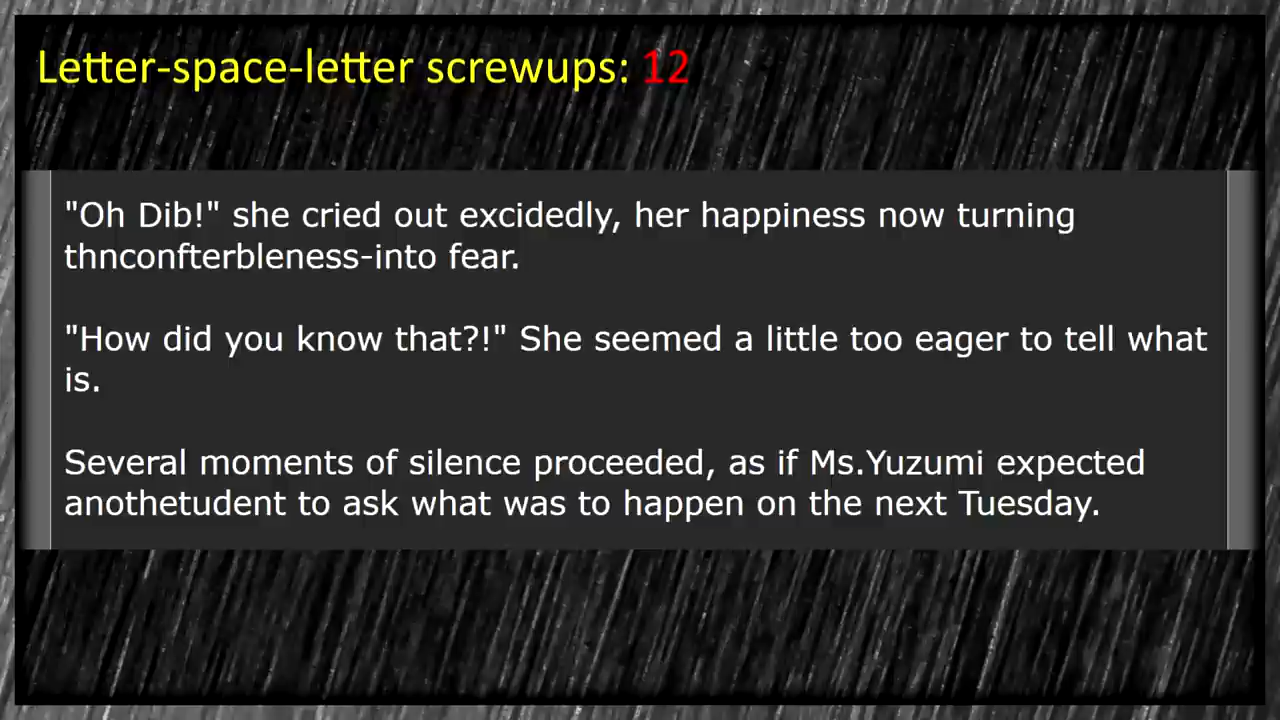 Letter-space-letter screwups: 12
"Oh Dib!" she cried out excidedly, her happiness now turning
thnconfterbleness-into fear.
"How did you know that?!" She seemed a little too eager to tell what
is.
Several moments of silence proceeded, as if Ms.Yuzumi expected
anothetudent to ask what was to happen on the next Tuesday.